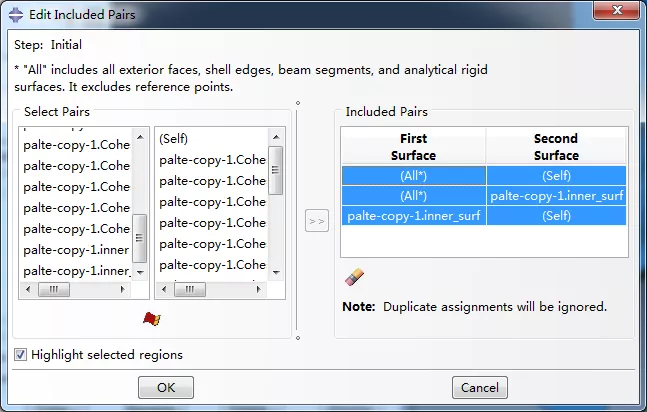 Edit Included Pairs
Step: Initial
* "All" includes all exterior faces, shell edges, beam segments, and analytical rigid
surfaces. It excludes reference points.
Select Pairs
palte-copy-1.Cohe
palte-copy-1.Cohe
palte-copy-1.Cohe
palte-copy-1.Cohe
palte-copy-1.Cohe
palte-copy-1.inner
palte-copy-1.inner_
(Self)
palte-copy-1.Cohe
palte-copy-1.Cohe
palte-copy-1.Cohe
palte-copy-1.Cohe
palte-copy-1.Cohe
palte-copy-1.Cohe
>>
Included Pairs
First Second
Surface Surface
(All*) (Self)
(All*) palte-copy-1.inner_surf
palte-copy-1.inner_surf (Self)
Note: Duplicate assignments will be ignored.
Highlight selected regions
OK Cancel